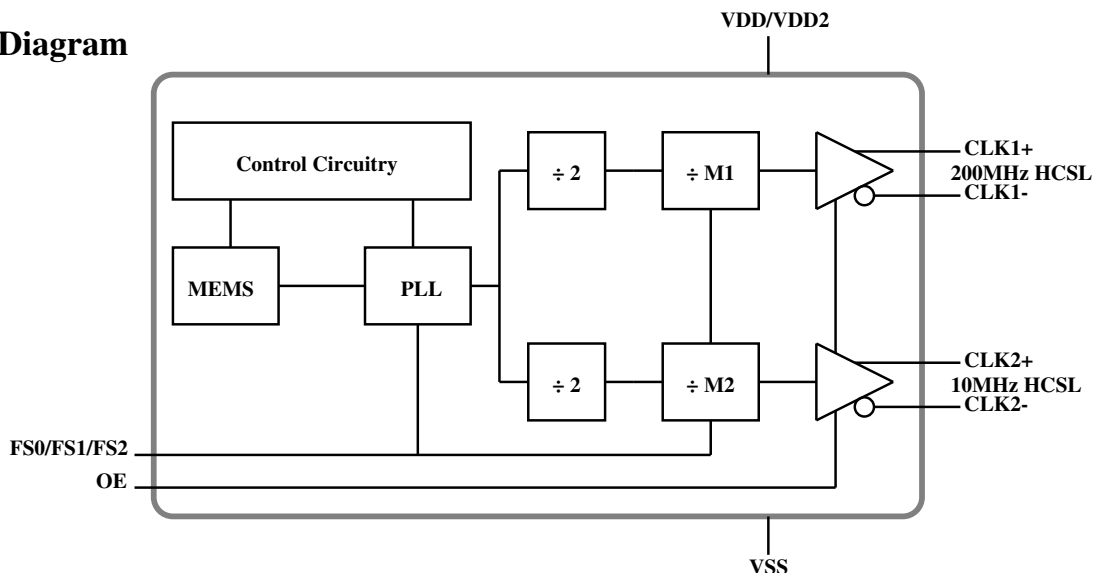 Diagram
VDD/VDD2
Control Circuitry
÷ 2
÷ M1
CLK1+
200MHz HCSL
CLK1-
MEMS
PLL
÷ 2
÷ M2
CLK2+
10MHz HCSL
CLK2-
FS0/FS1/FS2
OE
VSS